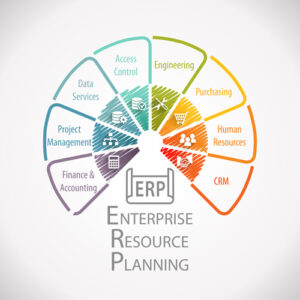 Access
Control
Engineering
Data
Services
Purchasing
Project
Management
Human
Resources
Finance &
Accounting
CRM
ERP
ENTERPRISE
RESOURCE
PLANNING